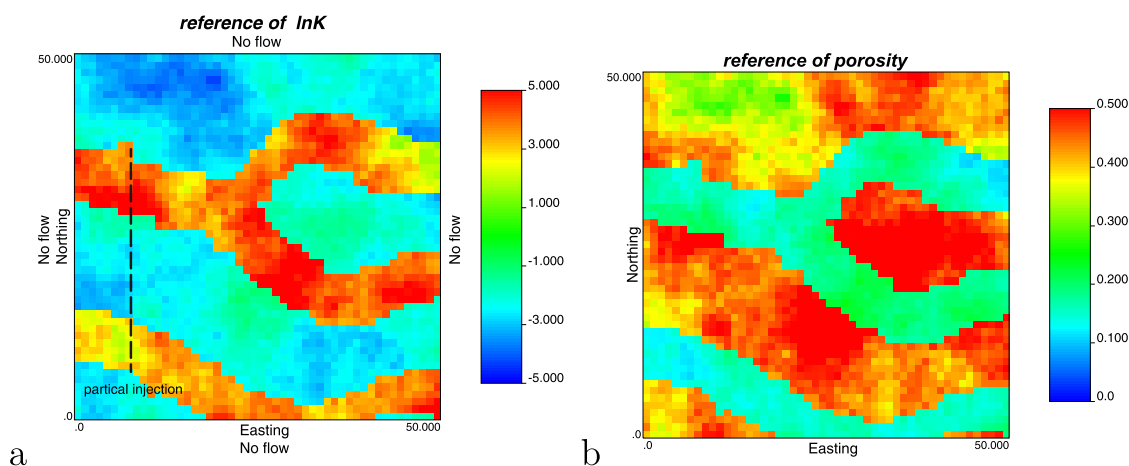 reference of lnK
No flow
50.000
No flow
Northing
.0
partical injection
.0
Easting
50.000
No flow
No flow
5.000
3.000
1.000
-1.000
-3.000
-5.000
a
reference of porosity
50.000
Northing
.0
.0
Easting
50.000
0.500
0.400
0.300
0.200
0.100
0.0
b